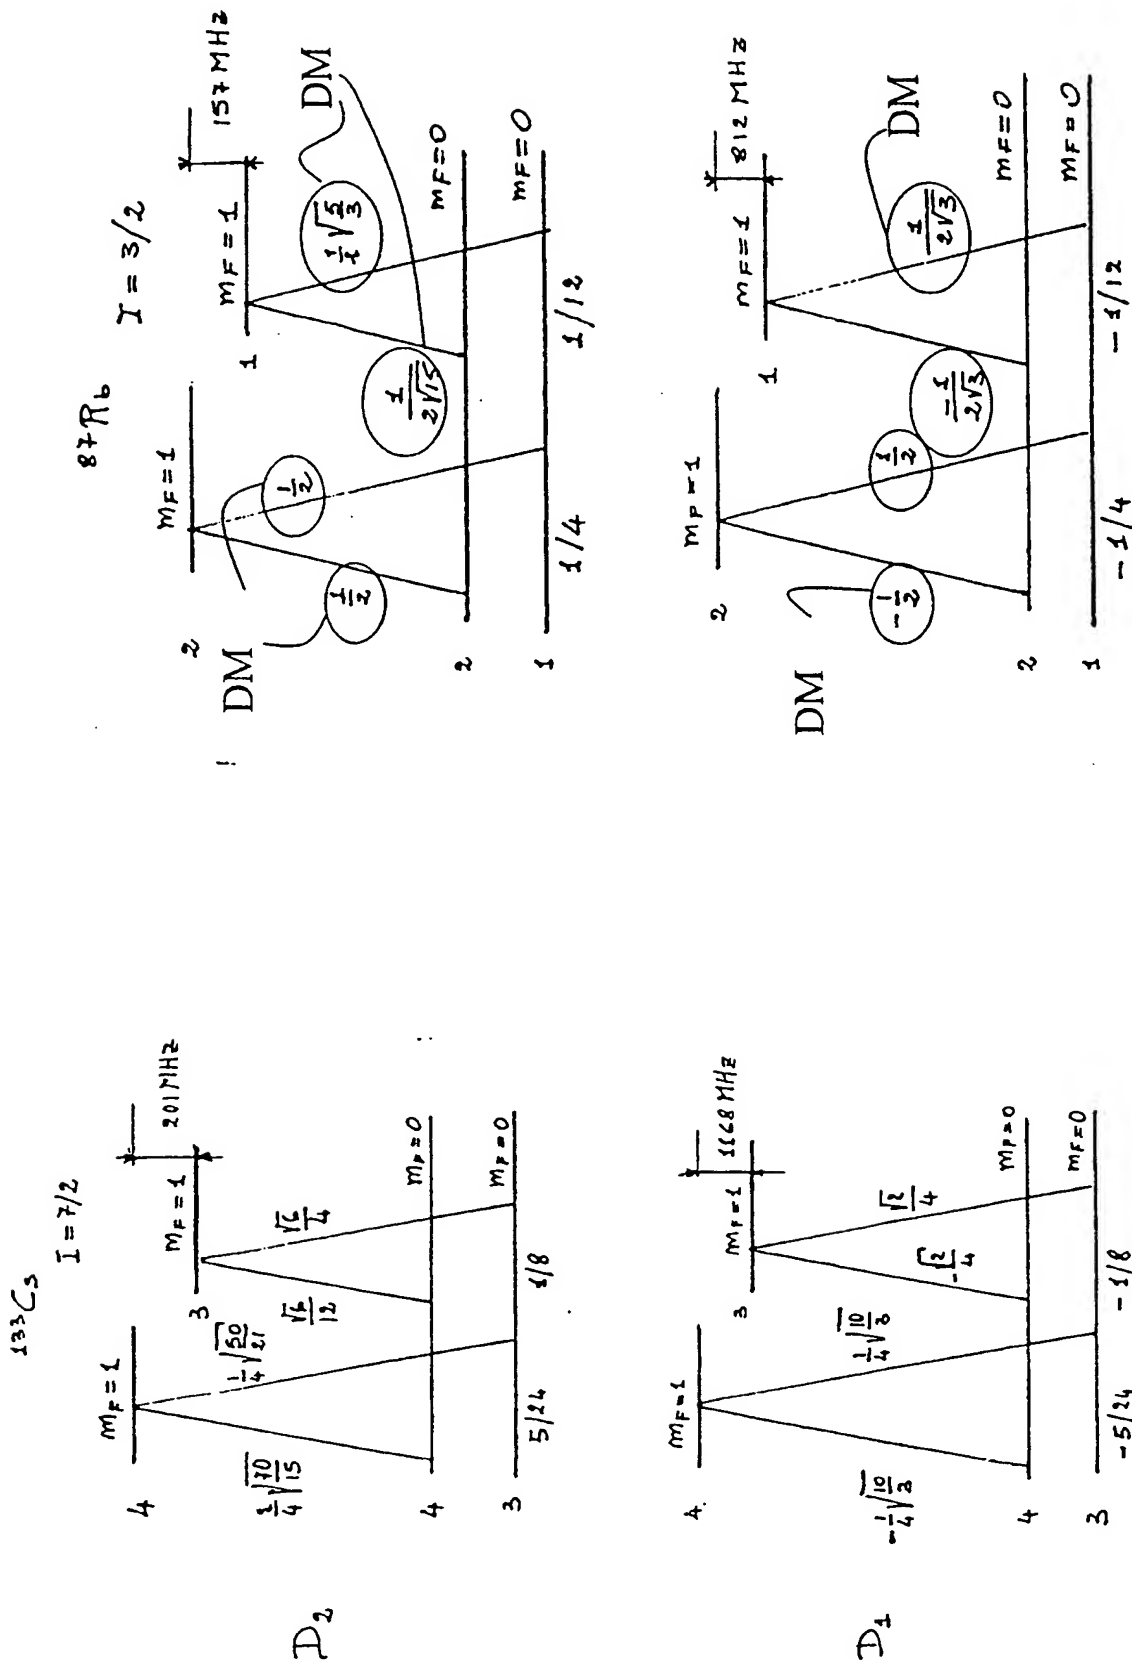 ¹³³Cs
I = 7/2
D₂
4
mF=1
3
mF=1
201 MHz
1/4 √70/15
1/4 √50/21
√6/12
√6/4
4
mF=0
3
mF=0
5/24
1/8
D₁
4
mF=1
3
mF=1
1168 MHz
-1/4 √10/3
1/4 √10/3
-√2/4
√2/4
4
mF=0
3
mF=0
-5/24
-1/8
⁸⁷Rb
I = 3/2
2
mF=1
1
mF=1
157 MHz
DM
DM
1/2
1/2
1/2√15
1/2 √5/3
2
mF=0
1
mF=0
1/4
1/12
2
mF=1
1
mF=1
812 MHz
DM
DM
-1/2
1/2
-1/2√3
1/2√3
2
mF=0
1
mF=0
-1/4
-1/12